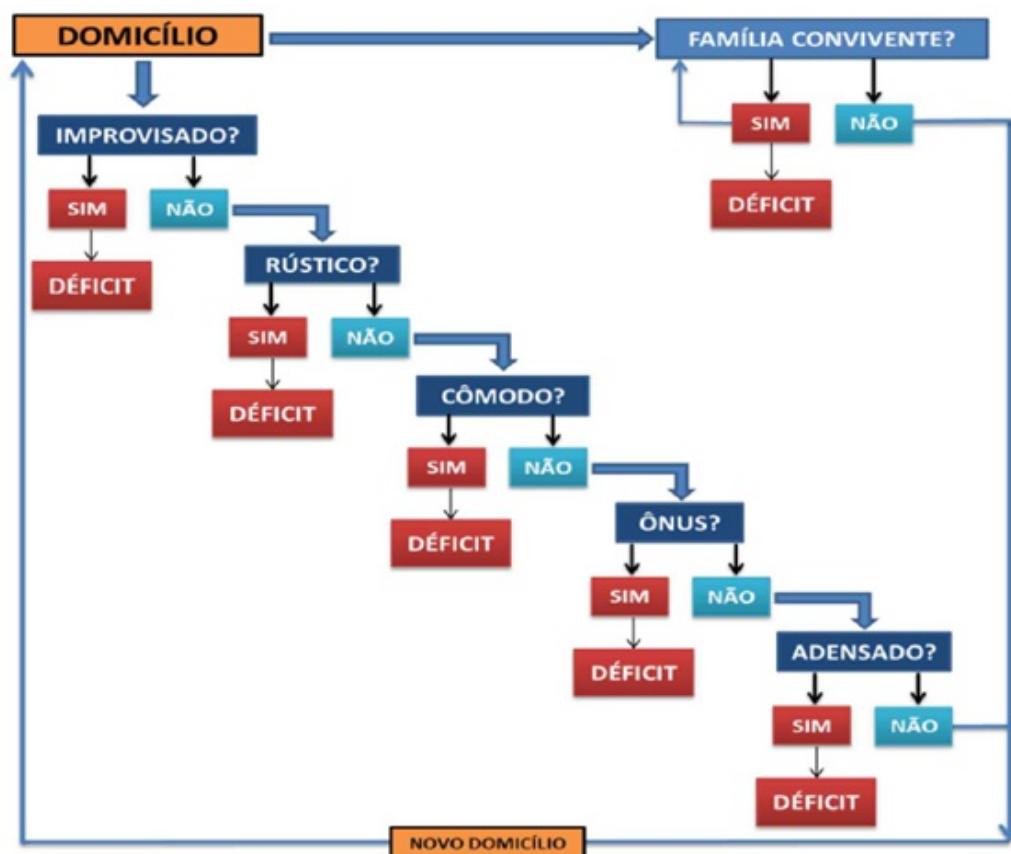 DOMICÍLIO
FAMÍLIA CONVIVENTE?
SIM
NÃO
DÉFICIT
IMPROVISADO?
SIM
NÃO
DÉFICIT
RÚSTICO?
SIM
NÃO
DÉFICIT
CÔMODO?
SIM
NÃO
DÉFICIT
ÔNUS?
SIM
NÃO
DÉFICIT
ADENSADO?
SIM
NÃO
DÉFICIT
NOVO DOMICÍLIO